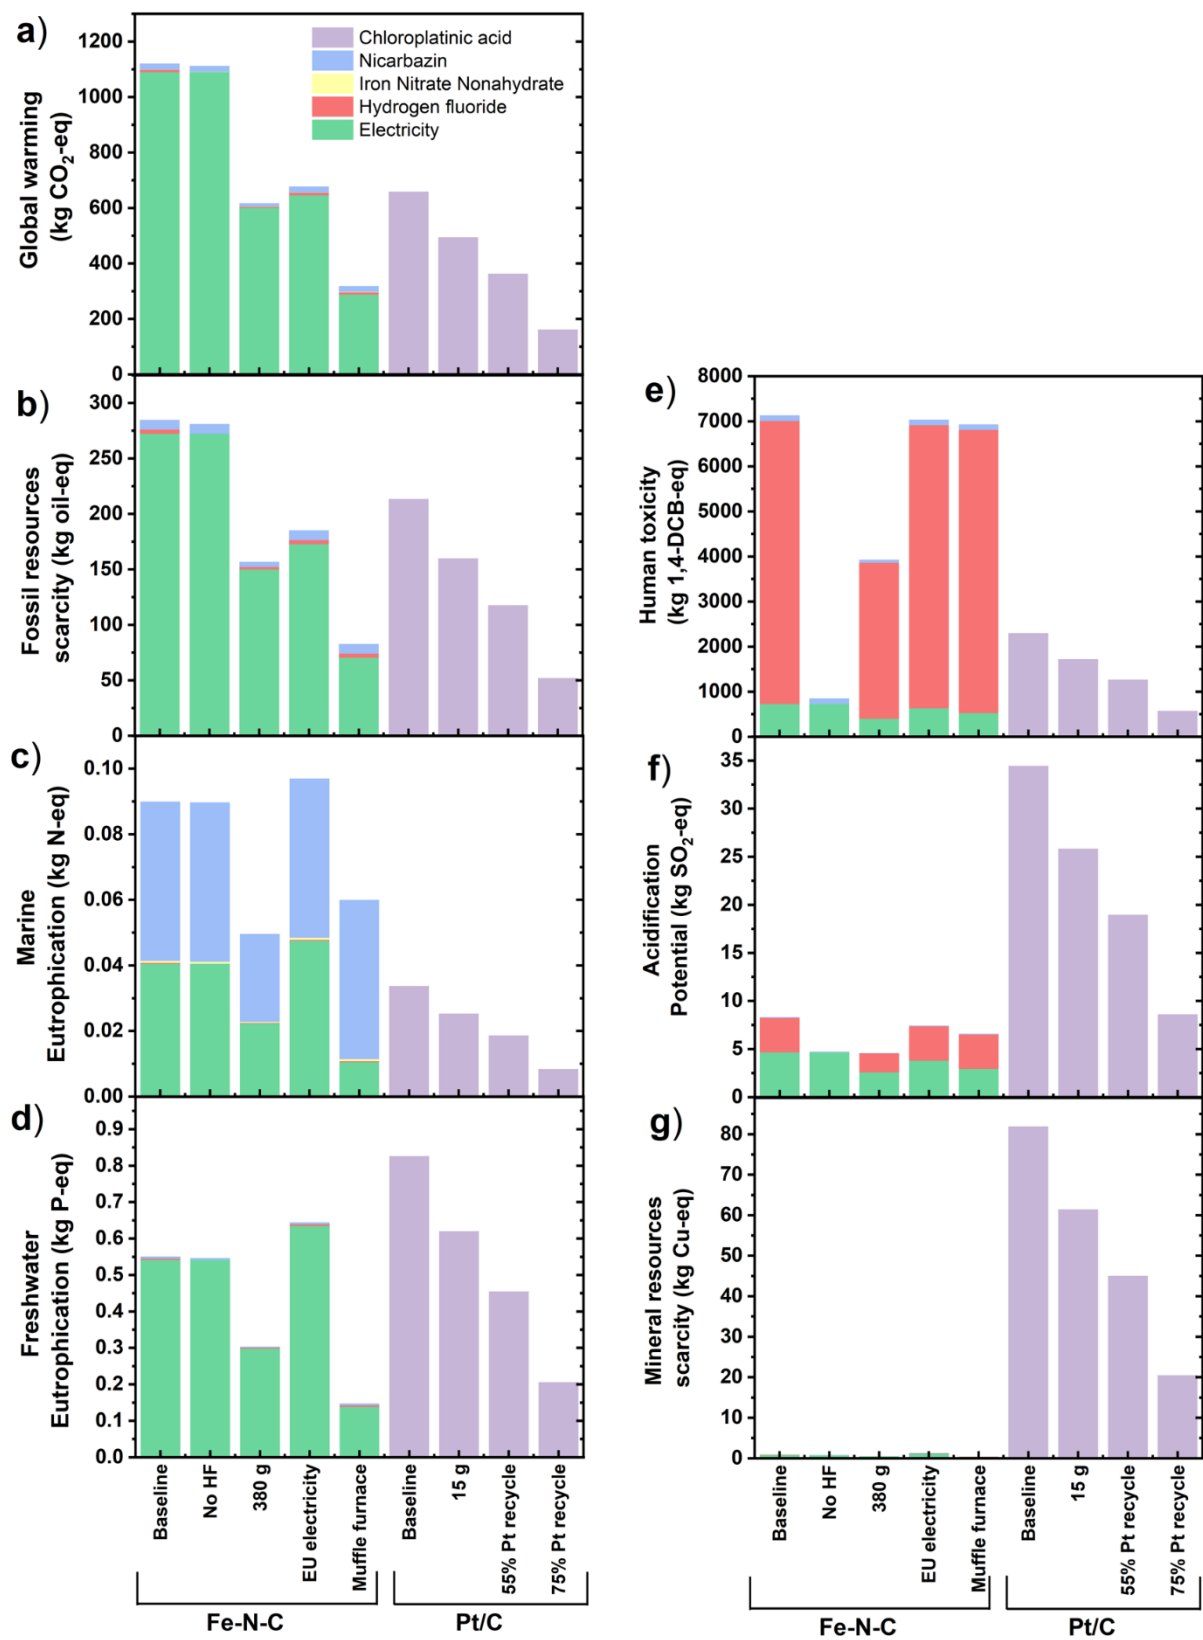 a)
1200
1000
800
600
400
200
0
Global warming
(kg CO₂-eq)
Chloroplatinic acid
Nicarbazin
Iron Nitrate Nonahydrate
Hydrogen fluoride
Electricity
b)
300
250
200
150
100
50
0
Fossil resources
scarcity (kg oil-eq)
c)
0.10
0.08
0.06
0.04
0.02
0.00
Marine
Eutrophication (kg N-eq)
d)
0.9
0.8
0.7
0.6
0.5
0.4
0.3
0.2
0.1
0.0
Freshwater
Eutrophication (kg P-eq)
Baseline
No HF
380 g
EU electricity
Muffle furnace
Baseline
15 g
55% Pt recycle
75% Pt recycle
Fe-N-C
Pt/C
e)
8000
7000
6000
5000
4000
3000
2000
1000
0
Human toxicity
(kg 1,4-DCB-eq)
f)
35
30
25
20
15
10
5
0
Acidification
Potential (kg SO₂-eq)
g)
80
70
60
50
40
30
20
10
0
Mineral resources
scarcity (kg Cu-eq)
Baseline
No HF
380 g
EU electricity
Muffle furnace
Baseline
15 g
55% Pt recycle
75% Pt recycle
Fe-N-C
Pt/C